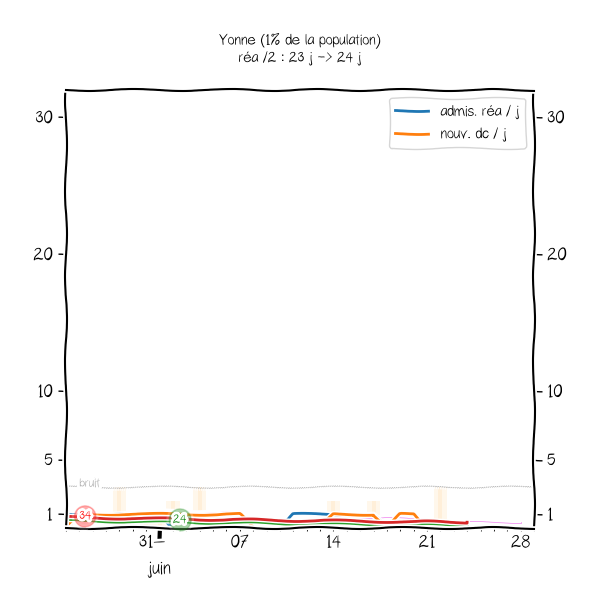 Yonne (1% de la population)
réa /2 : 23 j -> 24 j
admis. réa / j
nouv. dc / j
30
30
20
20
10
10
5
5
bruit
1
34
24
1
31
07
14
21
28
juin